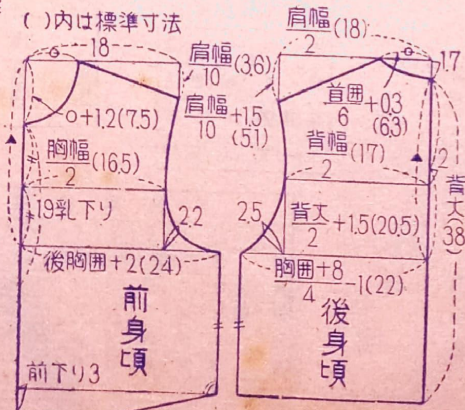 ( )内は標準寸法
18
肩幅/10 (3.6)
○+1.2(7.5)
肩幅/10 +1.5 (5.1)
胸幅/2 (16.5)
19乳下り
2.2
後胸囲+2(24)
前身頃
前下り3
肩幅/2 (18)
○
1.7
首囲/6 +0.3 (6.3)
背幅/2 (17)
2
背丈(38)
2.5
背丈/2 +1.5(20.5)
胸囲+8/4 -1(22)
後身頃